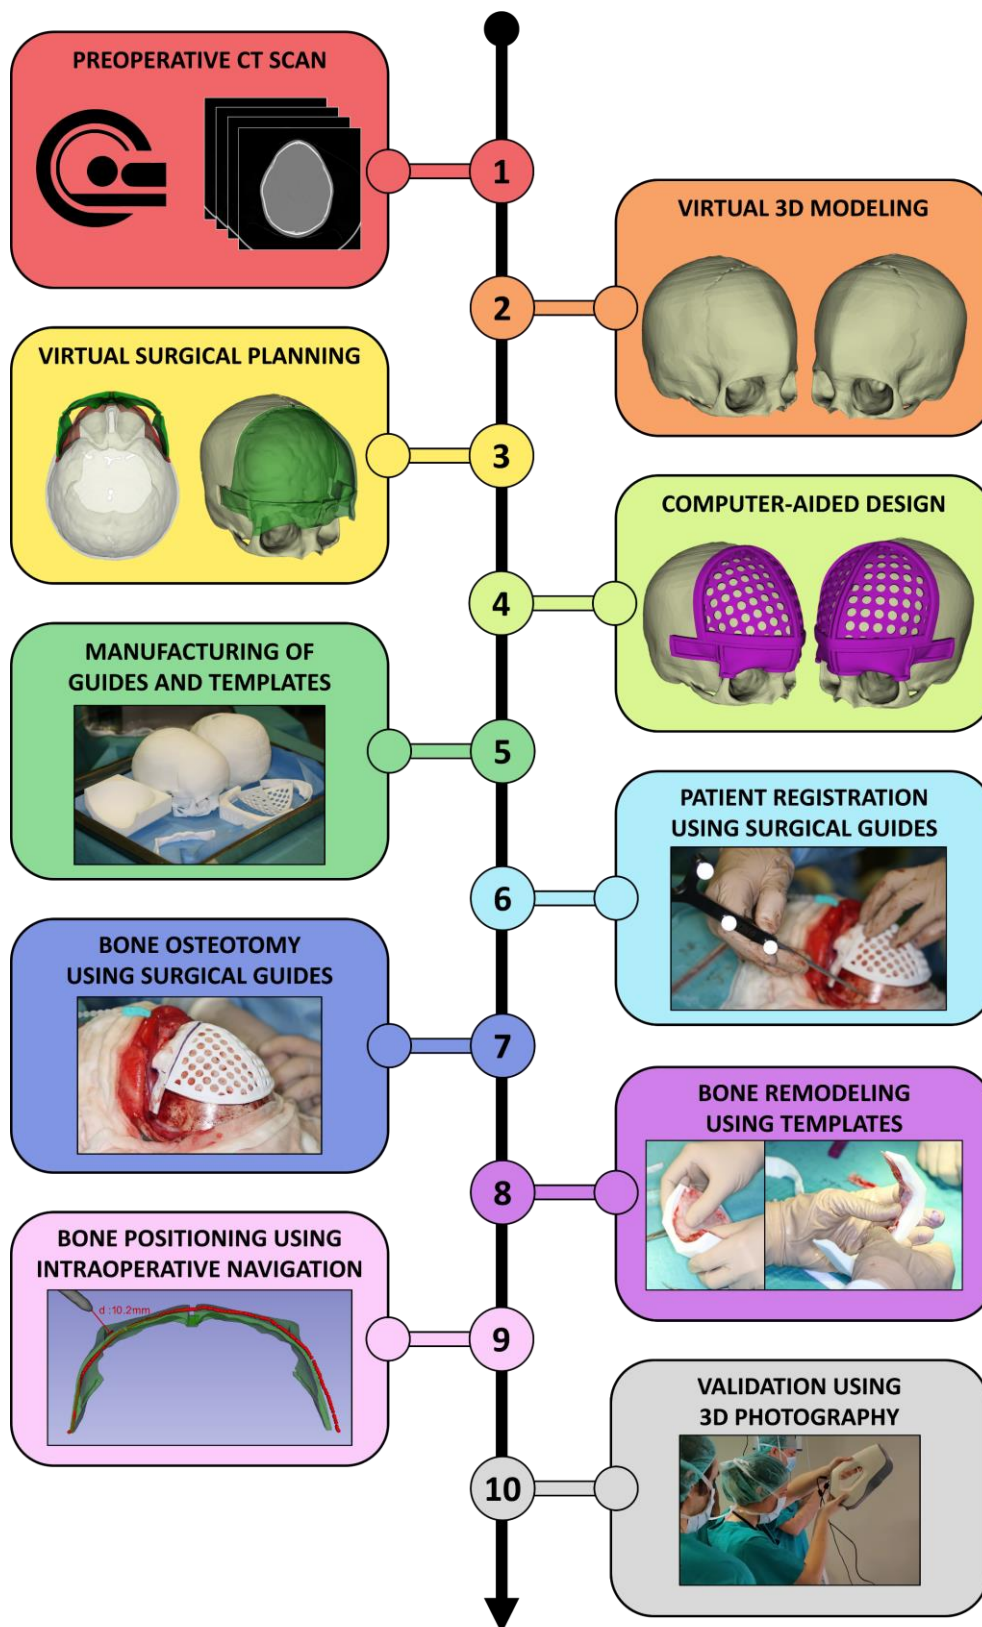 PREOPERATIVE CT SCAN
1
VIRTUAL 3D MODELING
2
VIRTUAL SURGICAL PLANNING
3
COMPUTER-AIDED DESIGN
4
MANUFACTURING OF
GUIDES AND TEMPLATES
5
PATIENT REGISTRATION
USING SURGICAL GUIDES
6
BONE OSTEOTOMY
USING SURGICAL GUIDES
7
BONE REMODELING
USING TEMPLATES
8
BONE POSITIONING USING
INTRAOPERATIVE NAVIGATION
d :10.2mm
9
VALIDATION USING
3D PHOTOGRAPHY
10